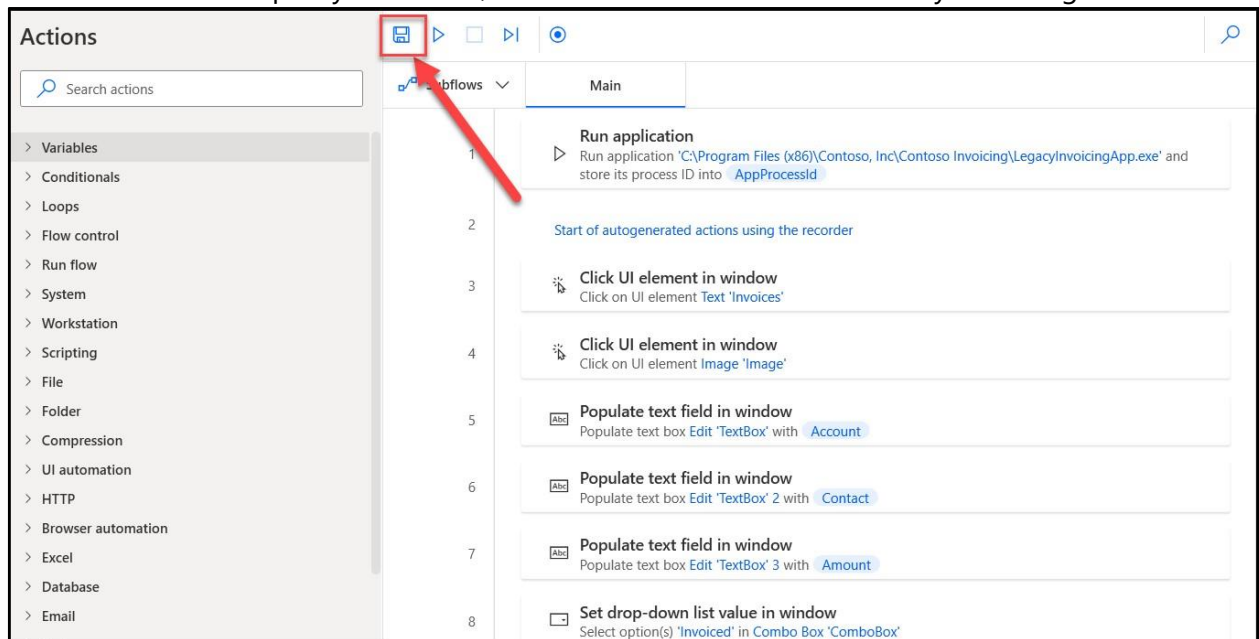 Actions
Search actions
Variables
Conditionals
Loops
Flow control
Run flow
System
Workstation
Scripting
File
Folder
Compression
UI automation
HTTP
Browser automation
Excel
Database
Email
Subflows
Main
1
Run application
Run application 'C:\Program Files (x86)\Contoso, Inc\Contoso Invoicing\LegacyInvoicingApp.exe' and
store its process ID into AppProcessId
2
Start of autogenerated actions using the recorder
3
Click UI element in window
Click on UI element Text 'Invoices'
4
Click UI element in window
Click on UI element Image 'Image'
5
Abc
Populate text field in window
Populate text box Edit 'TextBox' with Account
6
Abc
Populate text field in window
Populate text box Edit 'TextBox' 2 with Contact
7
Abc
Populate text field in window
Populate text box Edit 'TextBox' 3 with Amount
8
Set drop-down list value in window
Select option(s) 'Invoiced' in Combo Box 'ComboBox'